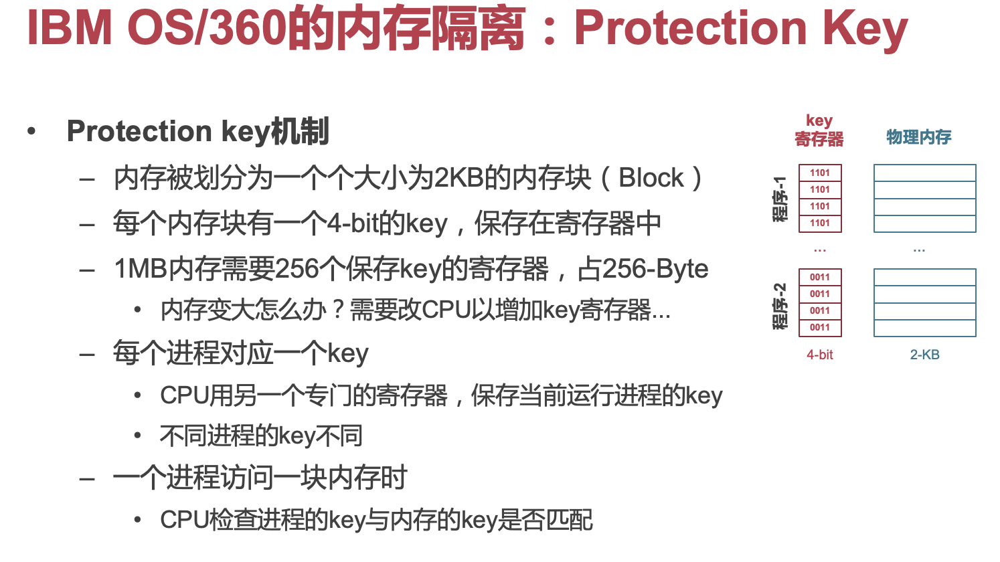 IBM OS/360的内存隔离：Protection Key
• Protection key机制
– 内存被划分为一个个大小为2KB的内存块（Block）
– 每个内存块有一个4-bit的key，保存在寄存器中
– 1MB内存需要256个保存key的寄存器，占256-Byte
• 内存变大怎么办？需要改CPU以增加key寄存器...
– 每个进程对应一个key
• CPU用另一个专门的寄存器，保存当前运行进程的key
• 不同进程的key不同
– 一个进程访问一块内存时
• CPU检查进程的key与内存的key是否匹配
key
寄存器
物理内存
程序-1
1101
1101
1101
1101
...
...
程序-2
0011
0011
0011
0011
4-bit
2-KB